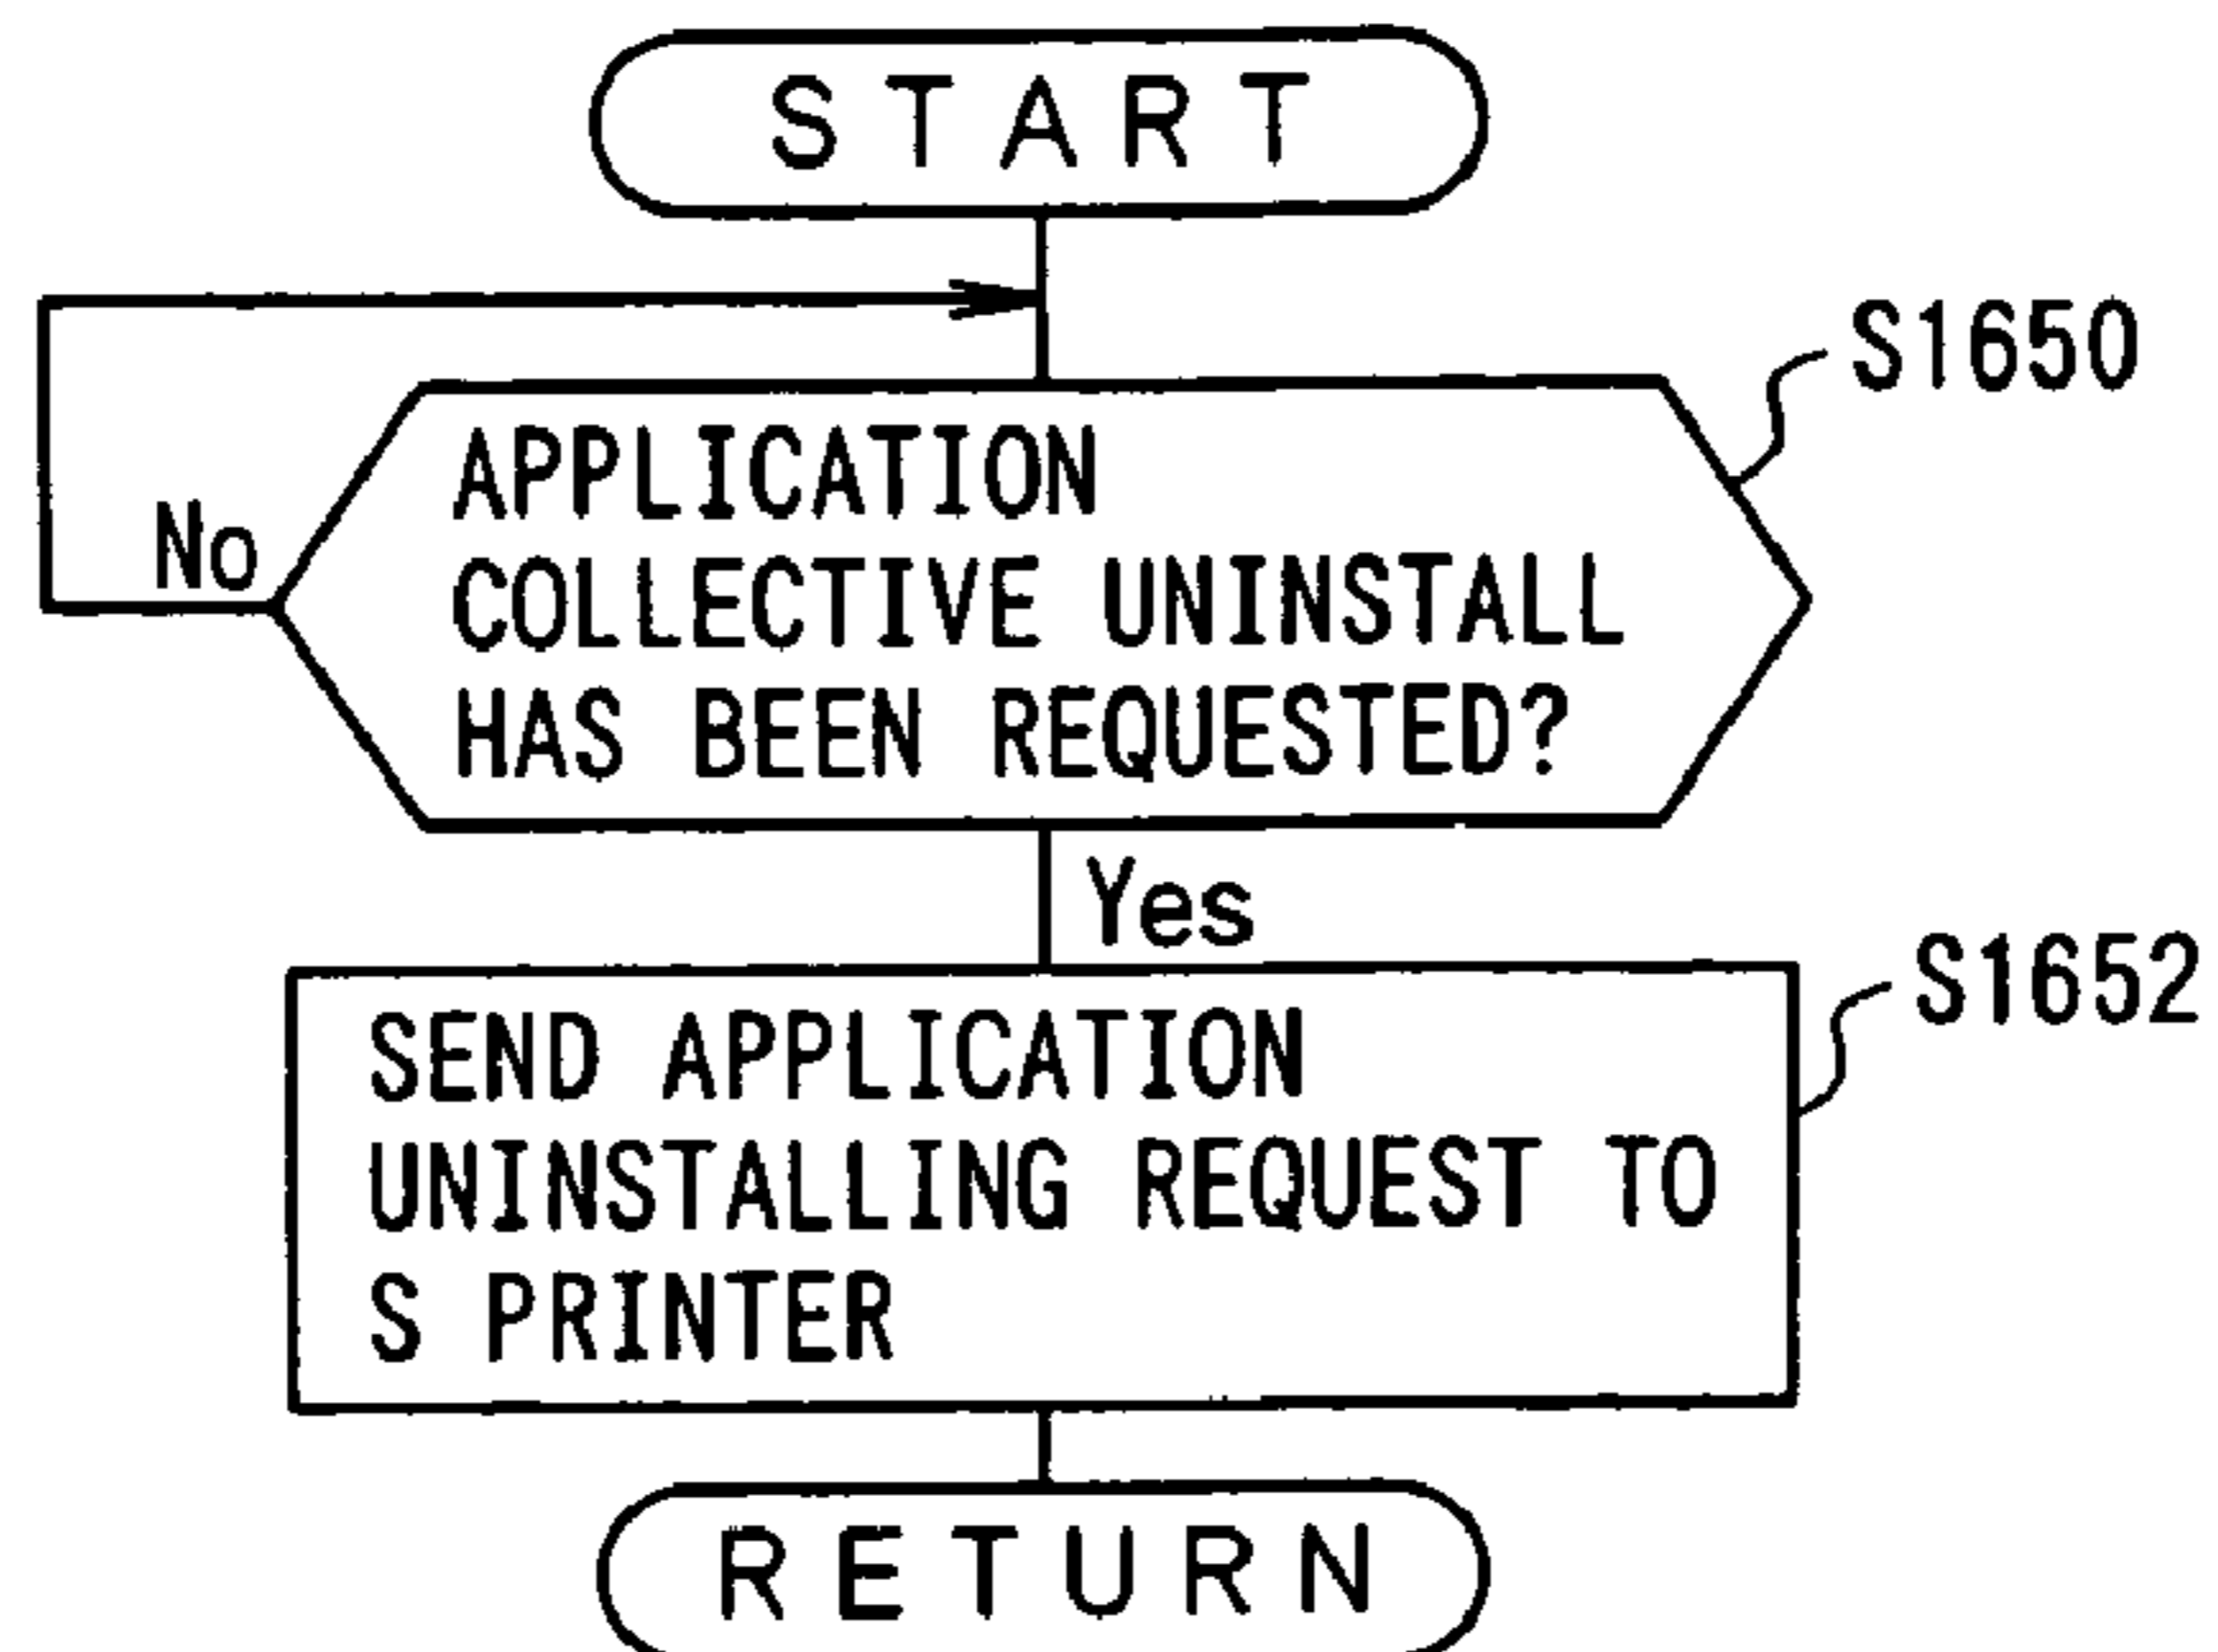 START
S1650
APPLICATION
COLLECTIVE UNINSTALL
HAS BEEN REQUESTED?
No
Yes
S1652
SEND APPLICATION
UNINSTALLING REQUEST TO
S PRINTER
RETURN